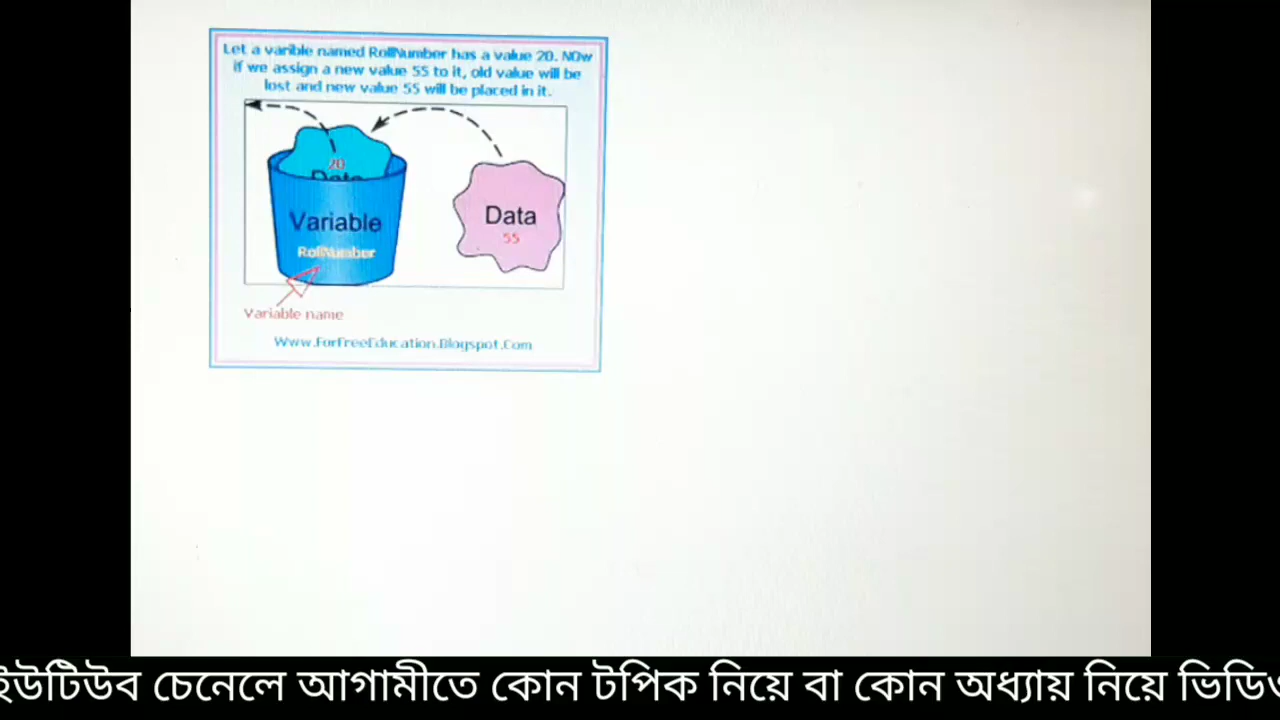 Let a varible named RollNumber has a value 20. NOw
if we assign a new value 55 to it, old value will be
lost and new value 55 will be placed in it.
20
Data
Variable
RollNumber
Data
55
Variable name
Www.ForFreeEducation.Blogspot.Com
ইউটিউব চেনেলে আগামীতে কোন টপিক নিয়ে বা কোন অধ্যায় নিয়ে ভিডিও